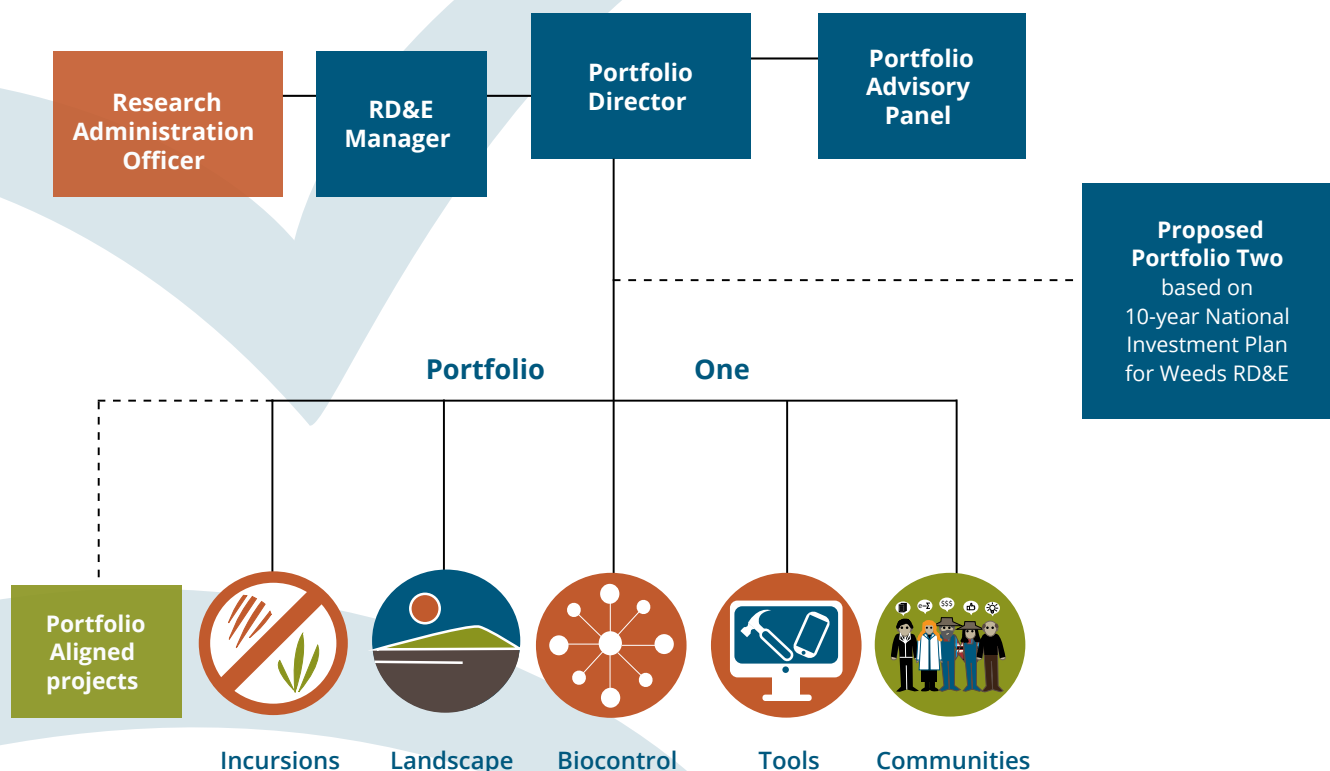 Research
Administration
Officer
RD&E
Manager
Portfolio
Director
Portfolio
Advisory
Panel
Proposed
Portfolio Two
based on
10-year National
Investment Plan
for Weeds RD&E
Portfolio One
Portfolio
Aligned
projects
$$$
Incursions
Landscape
Biocontrol
Tools
Communities